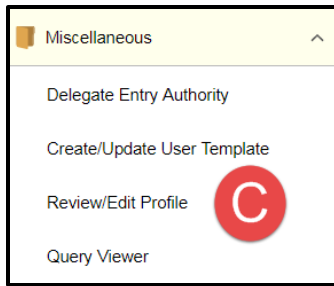 Miscellaneous
Delegate Entry Authority
Create/Update User Template
Review/Edit Profile C
Query Viewer